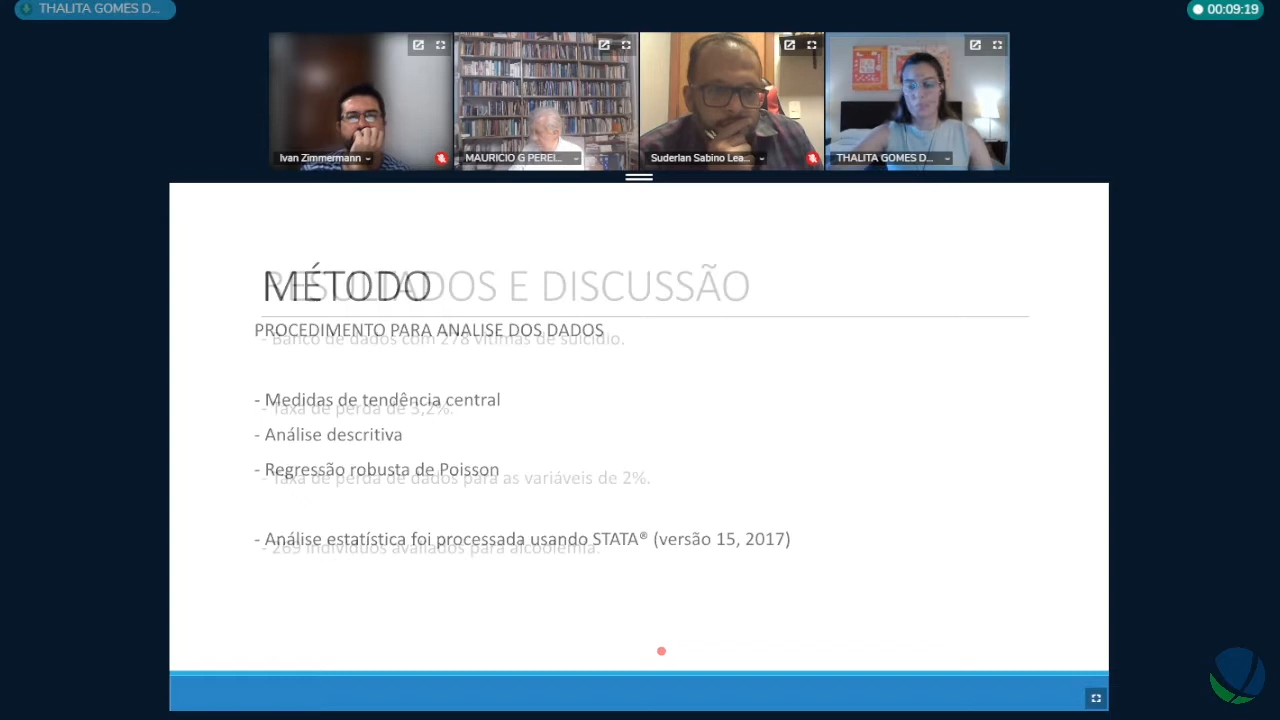 THALITA GOMES D...
00:09:19
Ivan Zimmermann
MAURICIO G PEREI...
Suderlan Sabino Lea...
THALITA GOMES D...
MÉTODO
RESULTADOS E DISCUSSÃO
PROCEDIMENTO PARA ANALISE DOS DADOS
- Banco de dados com 278 vítimas de suicídio.
- Medidas de tendência central
- Taxa de perda de 3,2%.
- Análise descritiva
- Regressão robusta de Poisson
- Taxa de perda de dados para as variáveis de 2%.
- Análise estatística foi processada usando STATA® (versão 15, 2017)
- 269 indivíduos avaliados para alcoolemia.